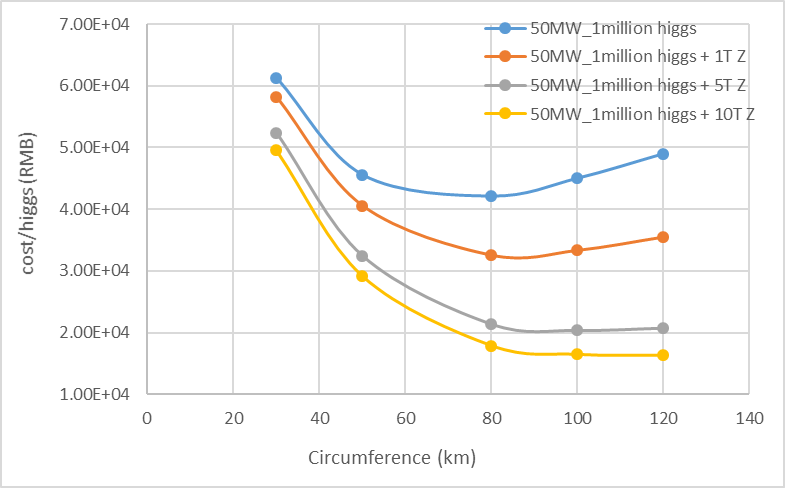 7.00E+04
6.00E+04
5.00E+04
4.00E+04
3.00E+04
2.00E+04
1.00E+04
cost/higgs (RMB)
50MW_1million higgs
50MW_1million higgs + 1T Z
50MW_1million higgs + 5T Z
50MW_1million higgs + 10T Z
0 20 40 60 80 100 120 140
Circumference (km)